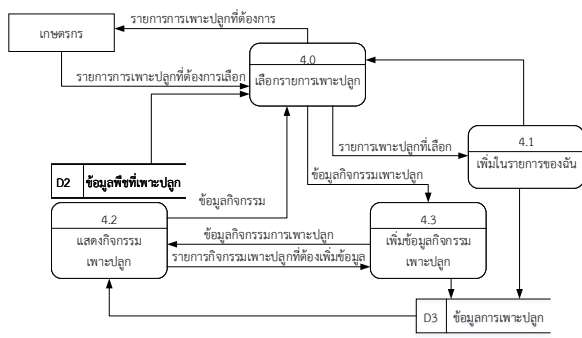 รายการการเพาะปลูกที่ต้องการ
เกษตรกร
4.0
เลือกรายการเพาะปลูก
รายการการเพาะปลูกที่ต้องการเลือก
4.1
เพิ่มในรายการของฉัน
รายการเพาะปลูกที่เลือก
ข้อมูลกิจกรรมเพาะปลูก
D2 ข้อมูลพืชที่เพาะปลูก
ข้อมูลกิจกรรม
4.2
แสดงกิจกรรม
เพาะปลูก
ข้อมูลกิจกรรมการเพาะปลูก
รายการกิจกรรมเพาะปลูกที่ต้องเพิ่มข้อมูล
4.3
เพิ่มข้อมูลกิจกรรม
เพาะปลูก
D3 ข้อมูลการเพาะปลูก